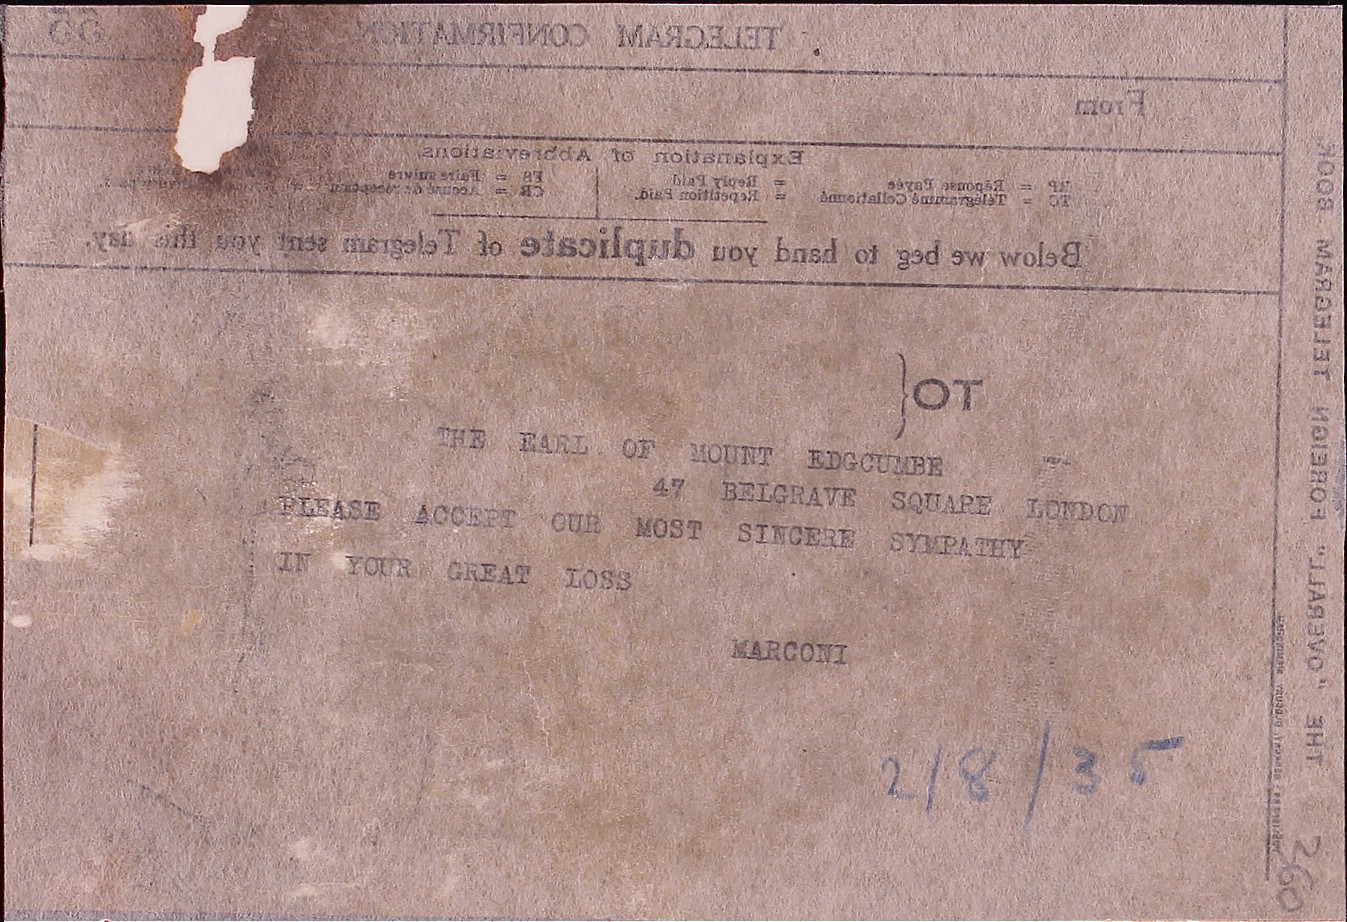 TELEGRAM CONFIRMATION
From
Explanation of Abbreviations.
RP = Réponse Payée = Reply Paid
FS = Faire suivre
TC = Télégramme Collationné = Repetition Paid.
CR = Accusé de réception
Below we beg to hand you duplicate of Telegram sent you this day.
TO
THE EARL OF MOUNT EDGCUMBE
47 BELGRAVE SQUARE LONDON
PLEASE ACCEPT OUR MOST SINCERE SYMPATHY
IN YOUR GREAT LOSS
MARCONI
2/8/35
THE "OVERALL" FOREIGN TELEGRAM BOOK
260